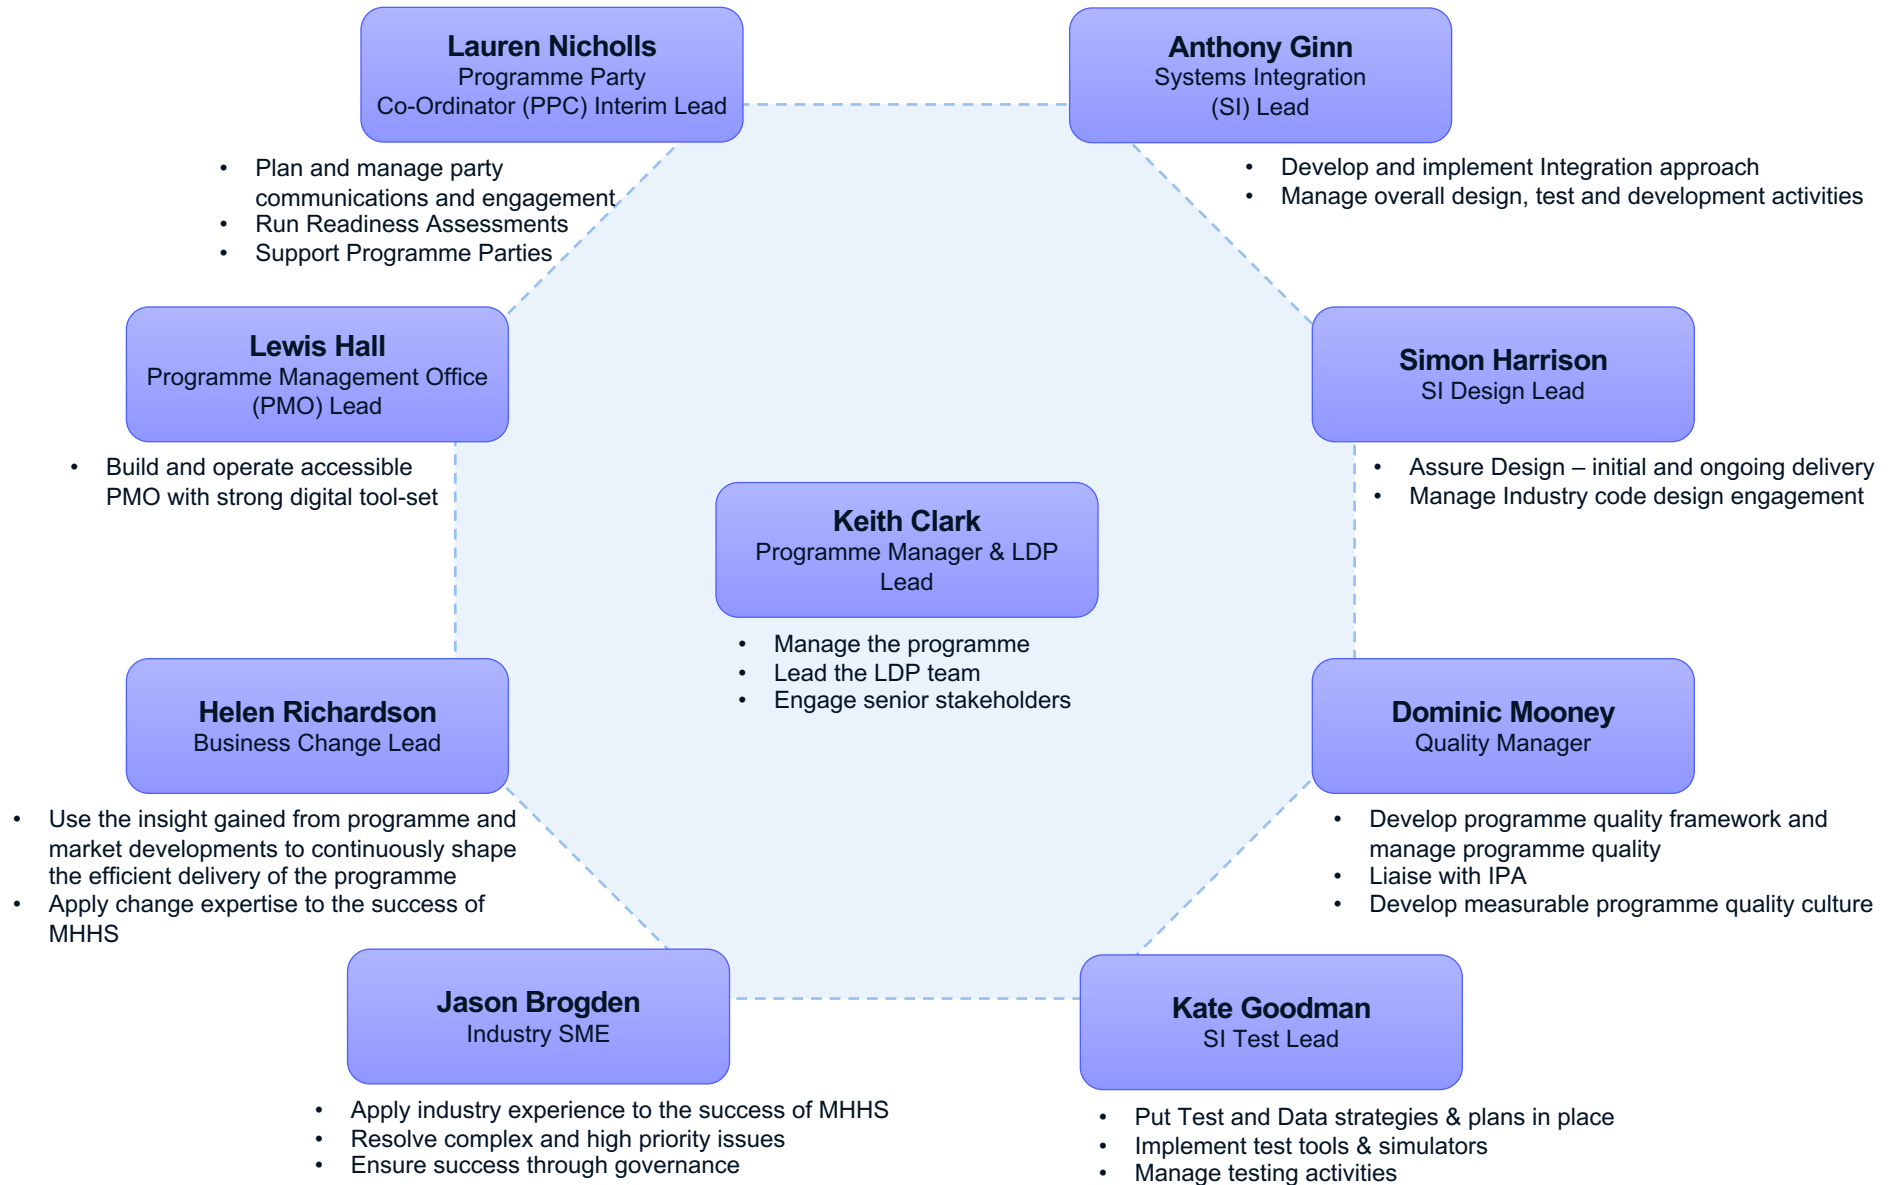 Lauren Nicholls
Programme Party
Co-Ordinator (PPC) Interim Lead
• Plan and manage party
communications and engagement
• Run Readiness Assessments
• Support Programme Parties
Anthony Ginn
Systems Integration
(SI) Lead
• Develop and implement Integration approach
• Manage overall design, test and development activities
Lewis Hall
Programme Management Office
(PMO) Lead
• Build and operate accessible
PMO with strong digital tool-set
Simon Harrison
SI Design Lead
• Assure Design – initial and ongoing delivery
• Manage Industry code design engagement
Keith Clark
Programme Manager & LDP
Lead
• Manage the programme
• Lead the LDP team
• Engage senior stakeholders
Helen Richardson
Business Change Lead
• Use the insight gained from programme and
market developments to continuously shape
the efficient delivery of the programme
• Apply change expertise to the success of
MHHS
Dominic Mooney
Quality Manager
• Develop programme quality framework and
manage programme quality
• Liaise with IPA
• Develop measurable programme quality culture
Jason Brogden
Industry SME
• Apply industry experience to the success of MHHS
• Resolve complex and high priority issues
• Ensure success through governance
Kate Goodman
SI Test Lead
• Put Test and Data strategies & plans in place
• Implement test tools & simulators
• Manage testing activities